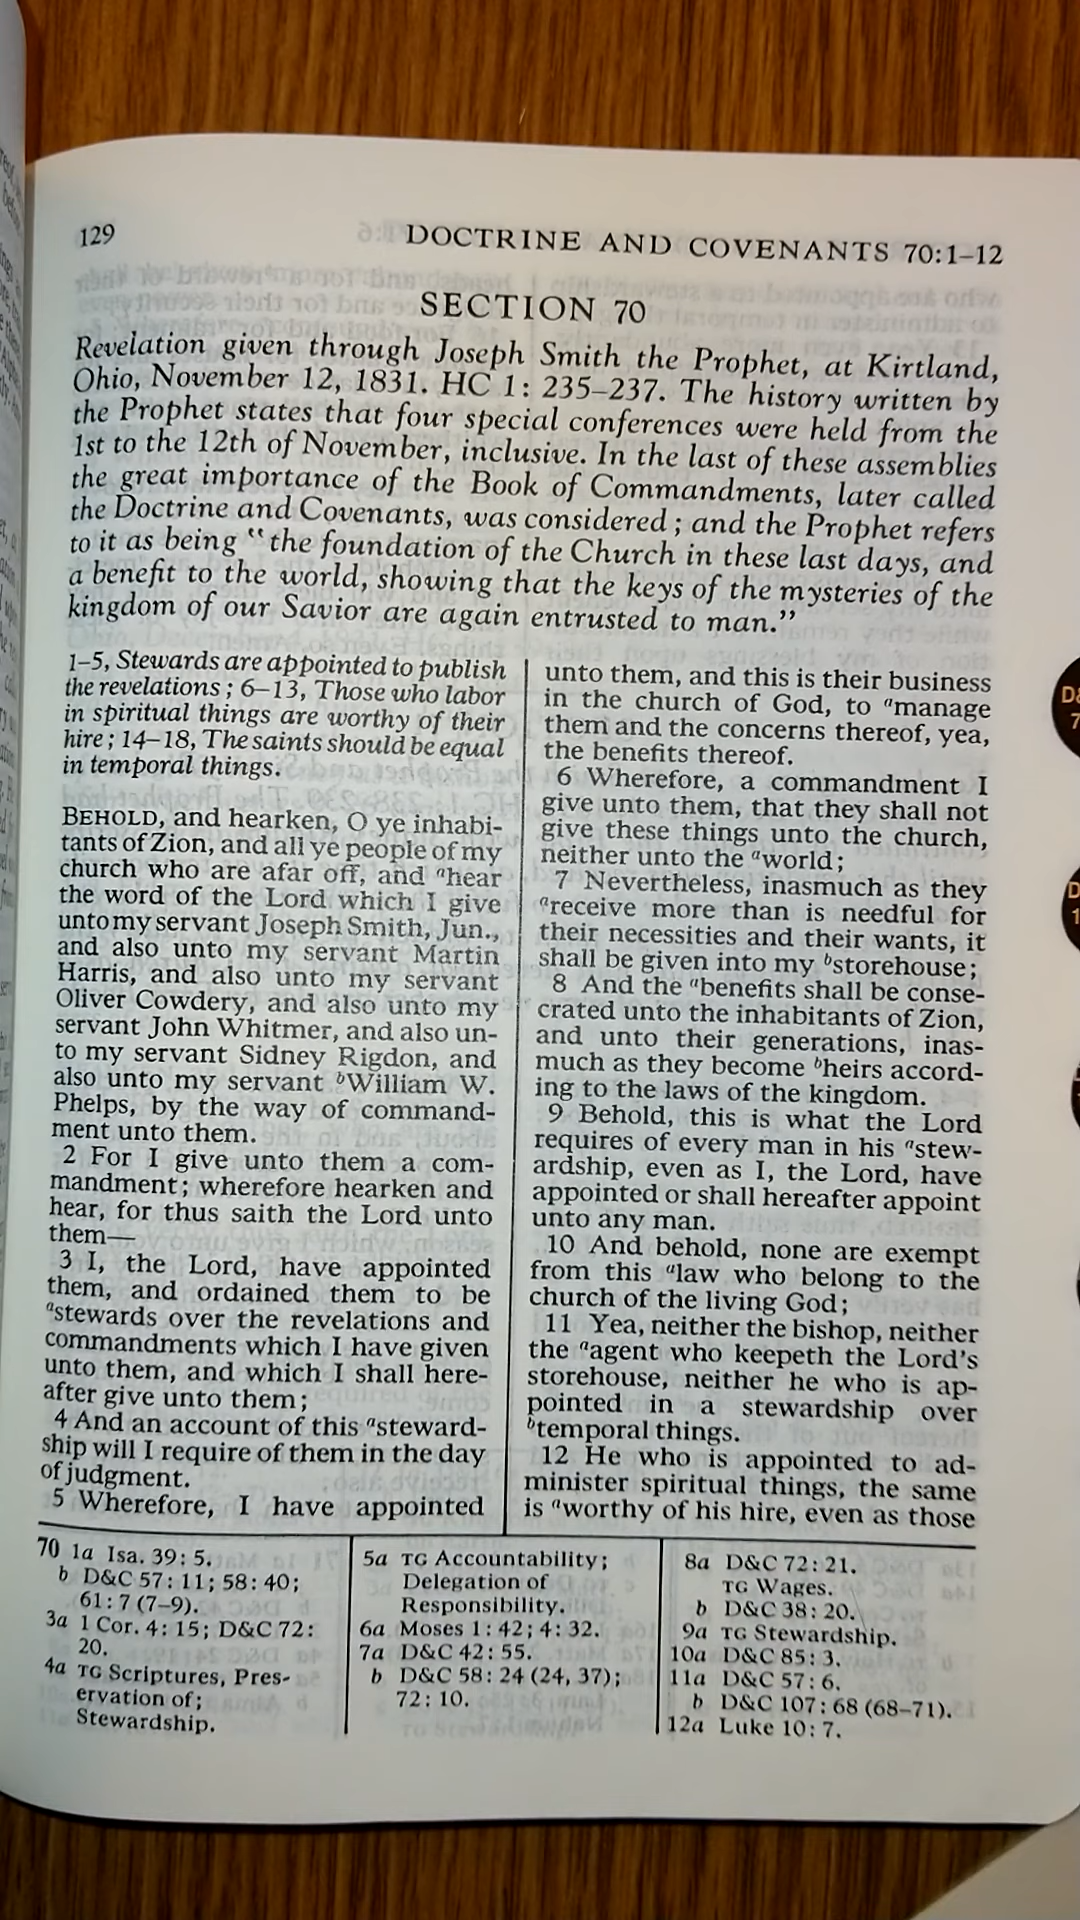 129
DOCTRINE AND COVENANTS 70:1–12
SECTION 70
Revelation given through Joseph Smith the Prophet, at Kirtland,
Ohio, November 12, 1831. HC 1: 235–237. The history written by
the Prophet states that four special conferences were held from the
1st to the 12th of November, inclusive. In the last of these assemblies
the great importance of the Book of Commandments, later called
the Doctrine and Covenants, was considered; and the Prophet refers
to it as being "the foundation of the Church in these last days, and
a benefit to the world, showing that the keys of the mysteries of the
kingdom of our Savior are again entrusted to man."
1–5, Stewards are appointed to publish
the revelations; 6–13, Those who labor
in spiritual things are worthy of their
hire; 14–18, The saints should be equal
in temporal things.
BEHOLD, and hearken, O ye inhabi-
tants of Zion, and all ye people of my
church who are afar off, and ahear
the word of the Lord which I give
unto my servant Joseph Smith, Jun.,
and also unto my servant Martin
Harris, and also unto my servant
Oliver Cowdery, and also unto my
servant John Whitmer, and also un-
to my servant Sidney Rigdon, and
also unto my servant bWilliam W.
Phelps, by the way of command-
ment unto them.
2 For I give unto them a com-
mandment; wherefore hearken and
hear, for thus saith the Lord unto
them—
3 I, the Lord, have appointed
them, and ordained them to be
astewards over the revelations and
commandments which I have given
unto them, and which I shall here-
after give unto them;
4 And an account of this asteward-
ship will I require of them in the day
of judgment.
5 Wherefore, I have appointed
unto them, and this is their business
in the church of God, to amanage
them and the concerns thereof, yea,
the benefits thereof.
6 Wherefore, a commandment I
give unto them, that they shall not
give these things unto the church,
neither unto the aworld;
7 Nevertheless, inasmuch as they
areceive more than is needful for
their necessities and their wants, it
shall be given into my bstorehouse;
8 And the abenefits shall be conse-
crated unto the inhabitants of Zion,
and unto their generations, inas-
much as they become bheirs accord-
ing to the laws of the kingdom.
9 Behold, this is what the Lord
requires of every man in his astew-
ardship, even as I, the Lord, have
appointed or shall hereafter appoint
unto any man.
10 And behold, none are exempt
from this alaw who belong to the
church of the living God;
11 Yea, neither the bishop, neither
the aagent who keepeth the Lord's
storehouse, neither he who is ap-
pointed in a stewardship over
btemporal things.
12 He who is appointed to ad-
minister spiritual things, the same
is aworthy of his hire, even as those
70 1a Isa. 39: 5.
b D&C 57: 11; 58: 40;
61: 7 (7–9).
3a 1 Cor. 4: 15; D&C 72:
20.
4a TG Scriptures, Pres-
ervation of;
Stewardship.
5a TG Accountability;
Delegation of
Responsibility.
6a Moses 1: 42; 4: 32.
7a D&C 42: 55.
b D&C 58: 24 (24, 37);
72: 10.
8a D&C 72: 21.
TG Wages.
b D&C 38: 20.
9a TG Stewardship.
10a D&C 85: 3.
11a D&C 57: 6.
b D&C 107: 68 (68–71).
12a Luke 10: 7.